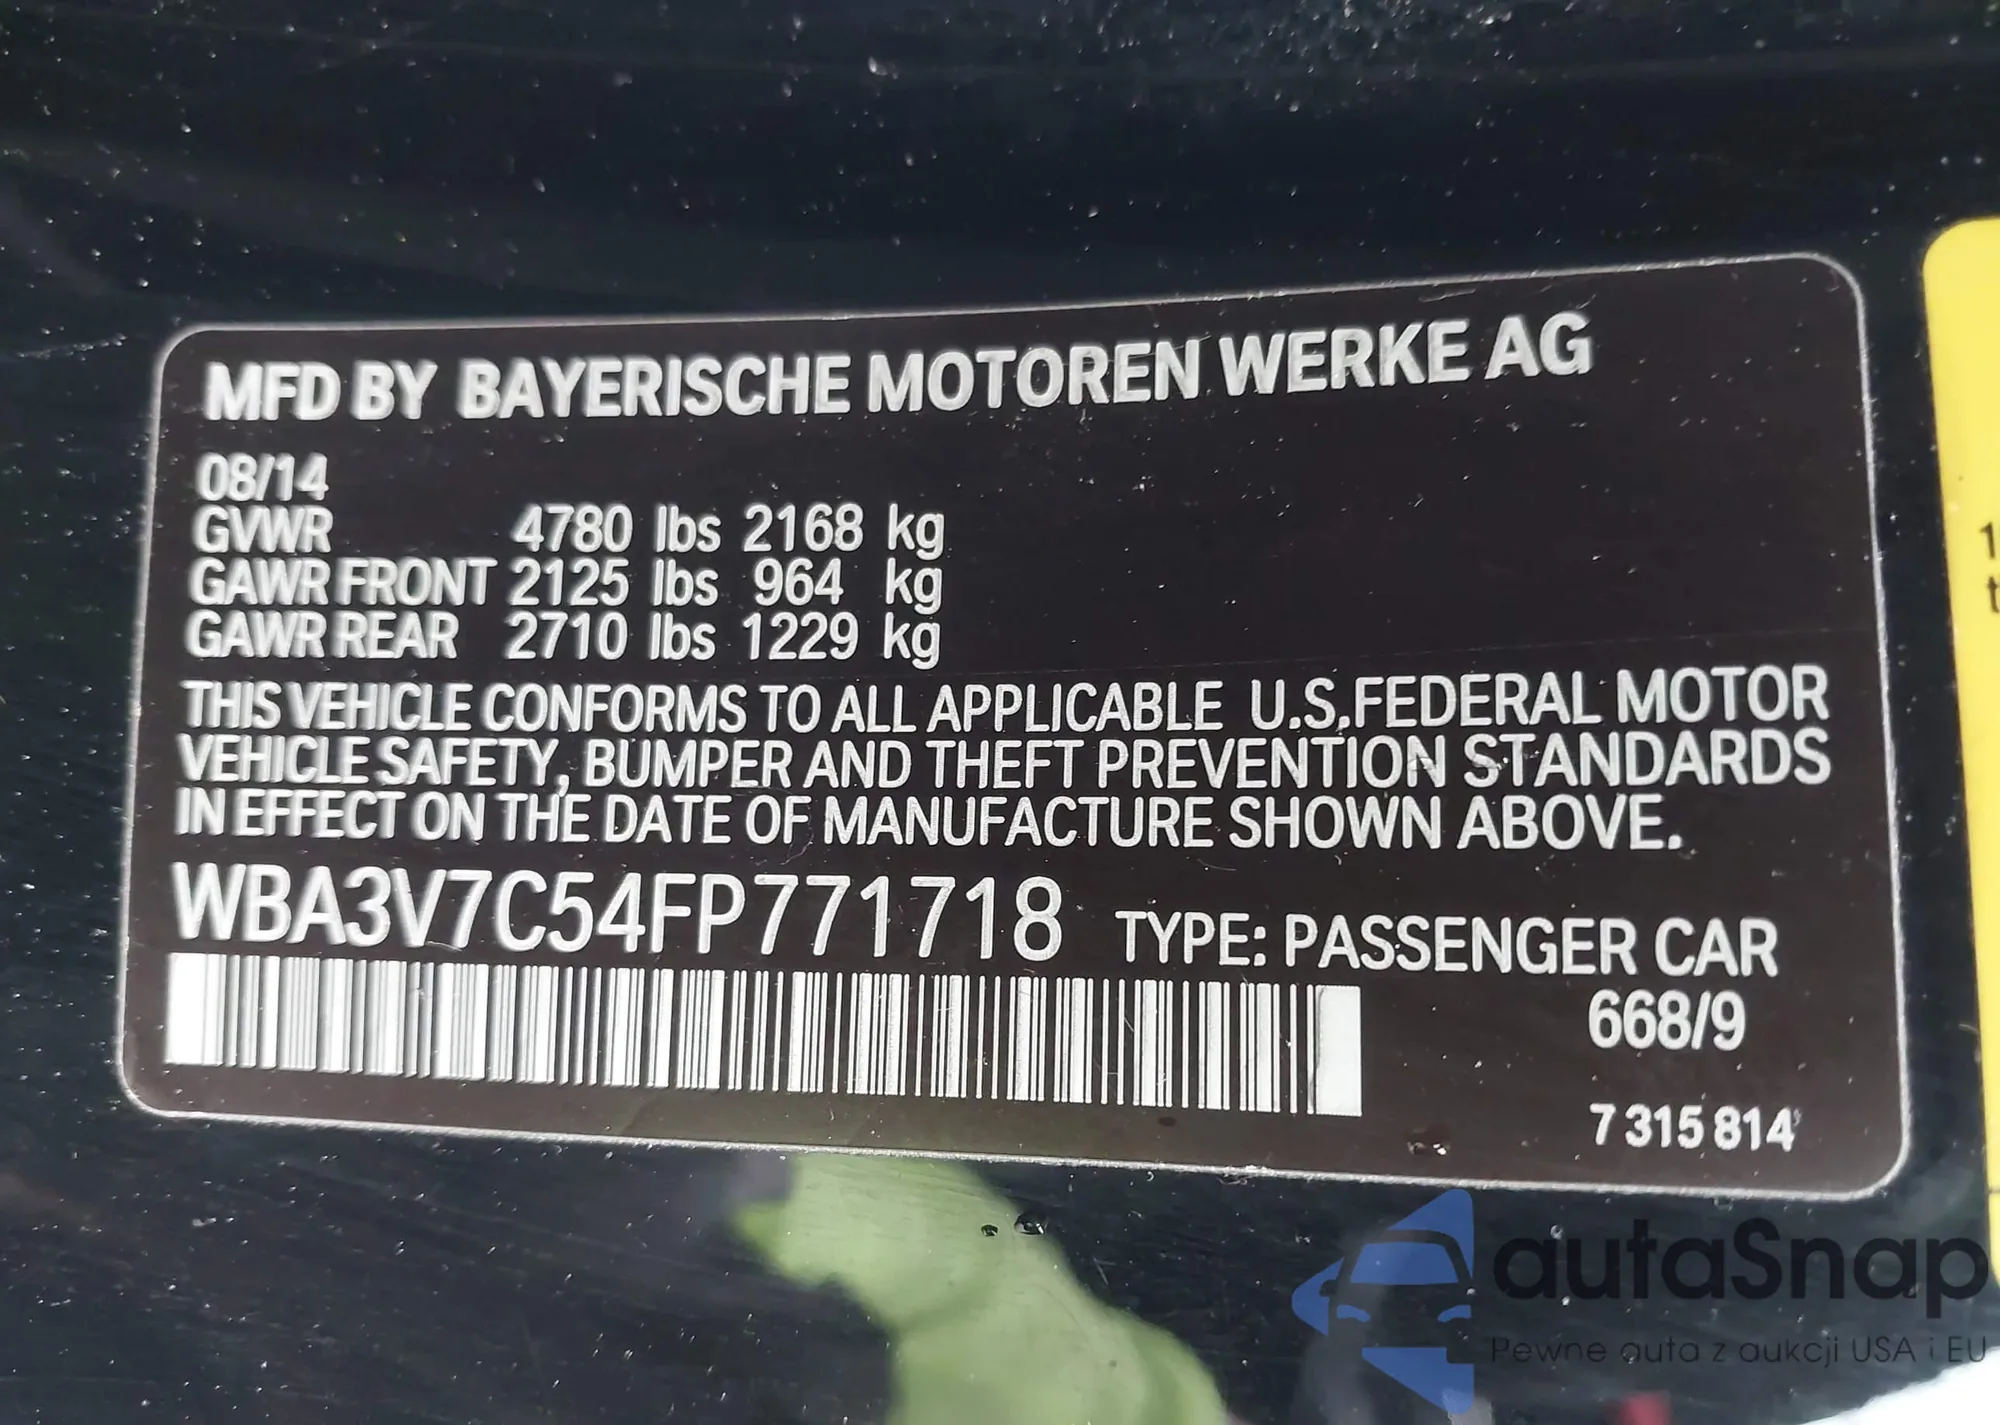 MFD BY BAYERISCHE MOTOREN WERKE AG
08/14
GVWR 4780 lbs 2168 kg
GAWR FRONT 2125 lbs 964 kg
GAWR REAR 2710 lbs 1229 kg
THIS VEHICLE CONFORMS TO ALL APPLICABLE U.S.FEDERAL MOTOR
VEHICLE SAFETY, BUMPER AND THEFT PREVENTION STANDARDS
IN EFFECT ON THE DATE OF MANUFACTURE SHOWN ABOVE.
WBA3V7C54FP771718 TYPE: PASSENGER CAR
668/9
7 315 814
1
t
autaSnap
Pewne auta z aukcji USA i EU